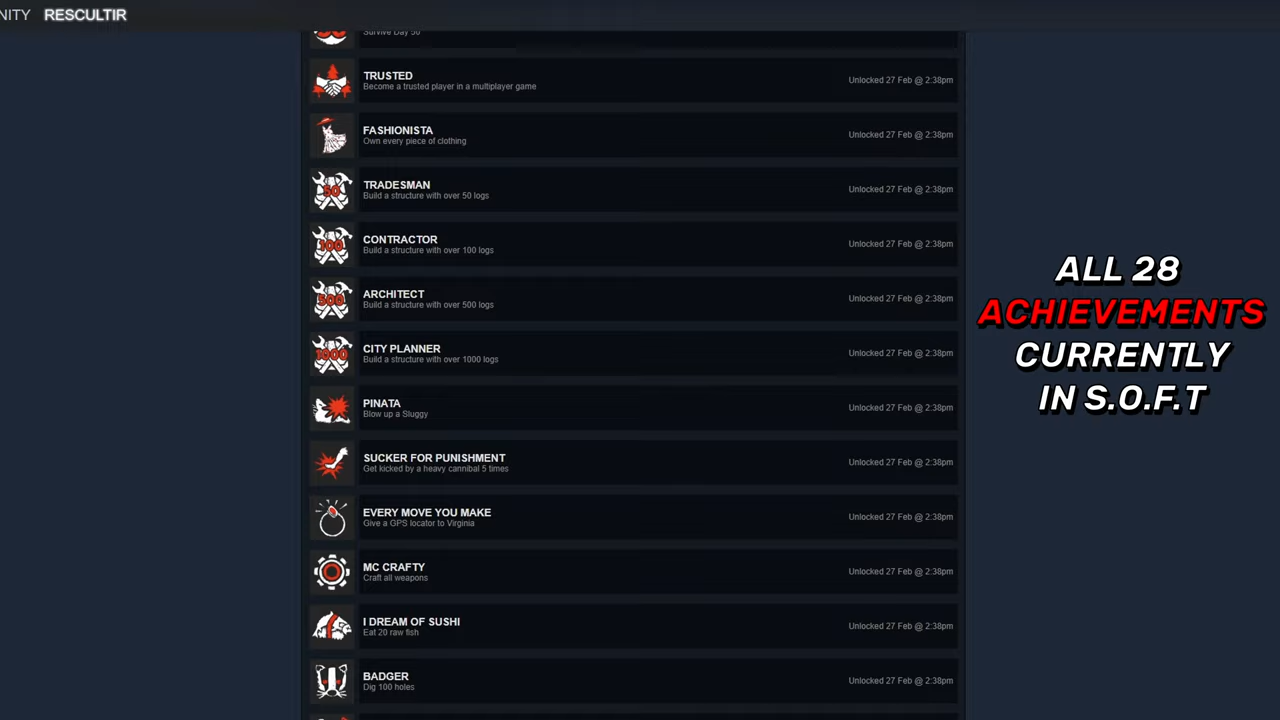 NITY RESCULTIR
Survive Day 50
TRUSTED
Become a trusted player in a multiplayer game
Unlocked 27 Feb @ 2:38pm
FASHIONISTA
Own every piece of clothing
Unlocked 27 Feb @ 2:38pm
50
TRADESMAN
Build a structure with over 50 logs
Unlocked 27 Feb @ 2:38pm
100
CONTRACTOR
Build a structure with over 100 logs
Unlocked 27 Feb @ 2:38pm
500
ARCHITECT
Build a structure with over 500 logs
Unlocked 27 Feb @ 2:38pm
1000
CITY PLANNER
Build a structure with over 1000 logs
Unlocked 27 Feb @ 2:38pm
PINATA
Blow up a Sluggy
Unlocked 27 Feb @ 2:38pm
SUCKER FOR PUNISHMENT
Get kicked by a heavy cannibal 5 times
Unlocked 27 Feb @ 2:38pm
EVERY MOVE YOU MAKE
Give a GPS locator to Virginia
Unlocked 27 Feb @ 2:38pm
MC CRAFTY
Craft all weapons
Unlocked 27 Feb @ 2:38pm
I DREAM OF SUSHI
Eat 20 raw fish
Unlocked 27 Feb @ 2:38pm
BADGER
Dig 100 holes
Unlocked 27 Feb @ 2:38pm
ALL 28
ACHIEVEMENTS
CURRENTLY
IN S.O.F.T